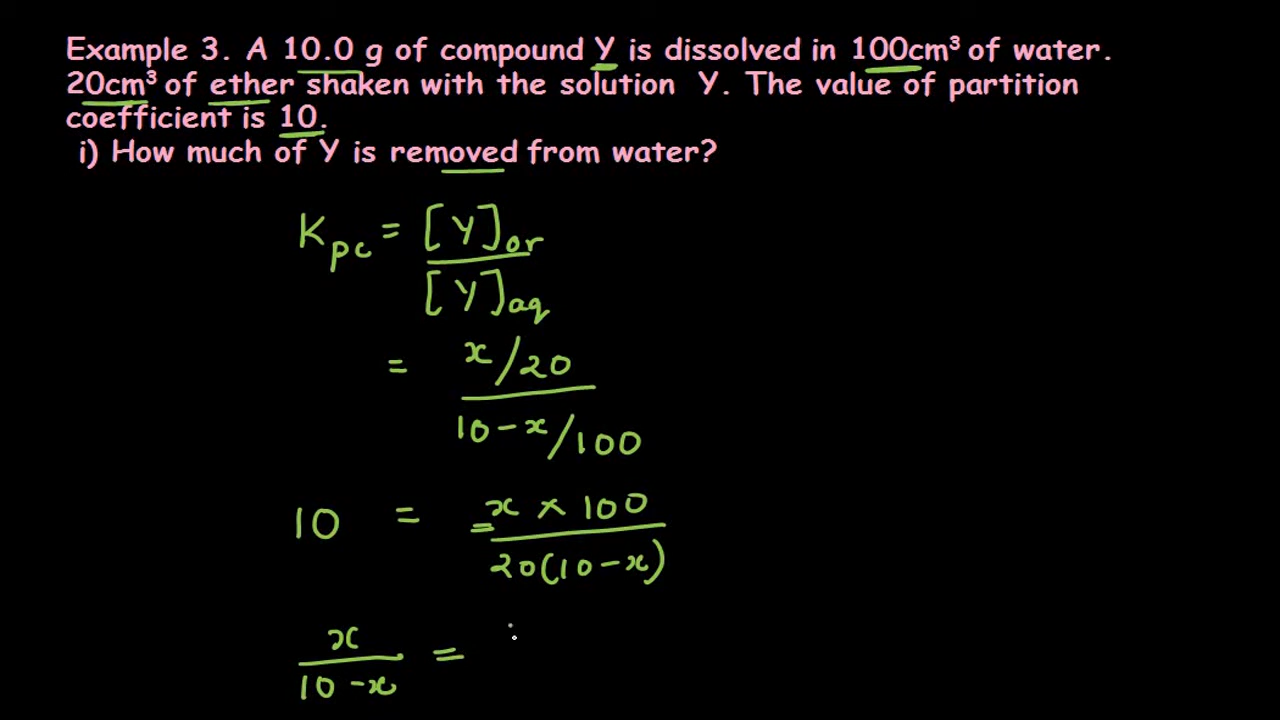 Example 3. A 10.0 g of compound Y is dissolved in 100cm³ of water.
20cm³ of ether shaken with the solution Y. The value of partition
coefficient is 10.
i) How much of Y is removed from water?
Kpc = [Y]or / [Y]aq
= x/20 / 10-x/100
10 = = x × 100 / 20(10-x)
x / 10-x =